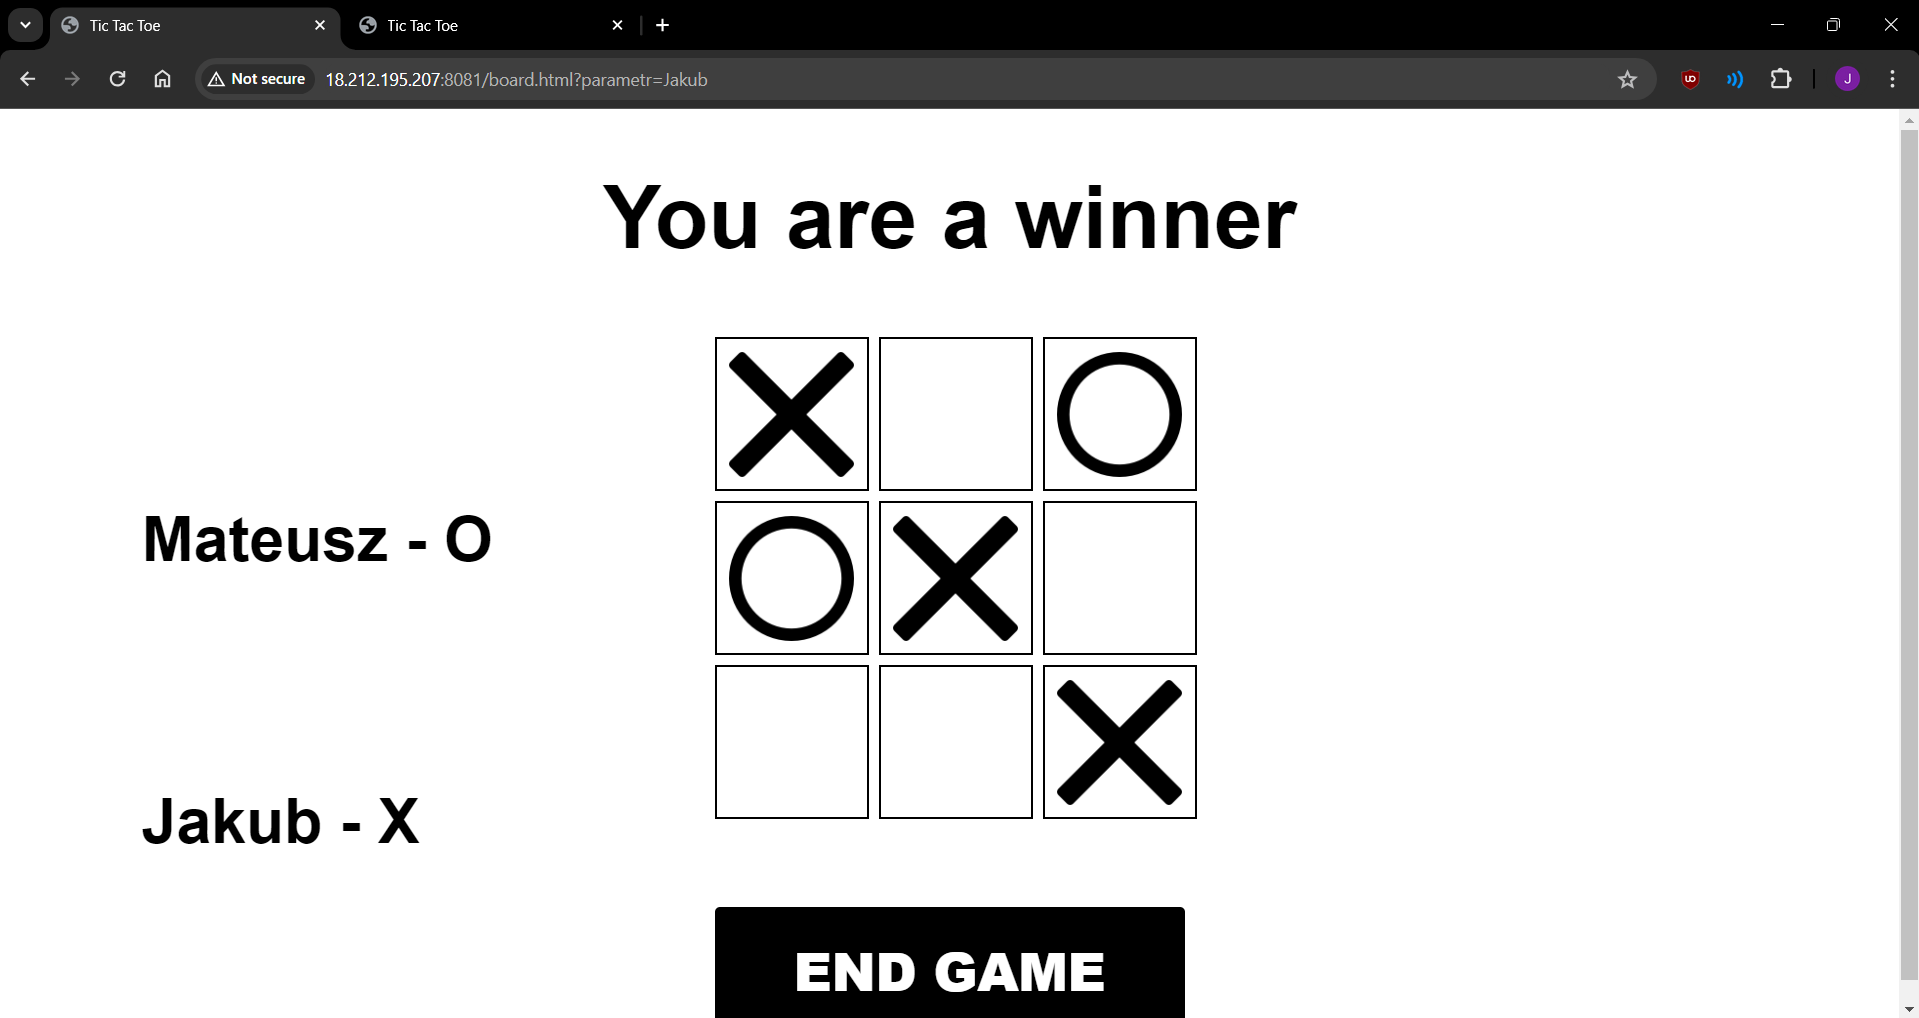 Tic Tac Toe
Tic Tac Toe
Not secure
18.212.195.207:8081/board.html?parametr=Jakub
J
You are a winner
Mateusz - O
Jakub - X
END GAME